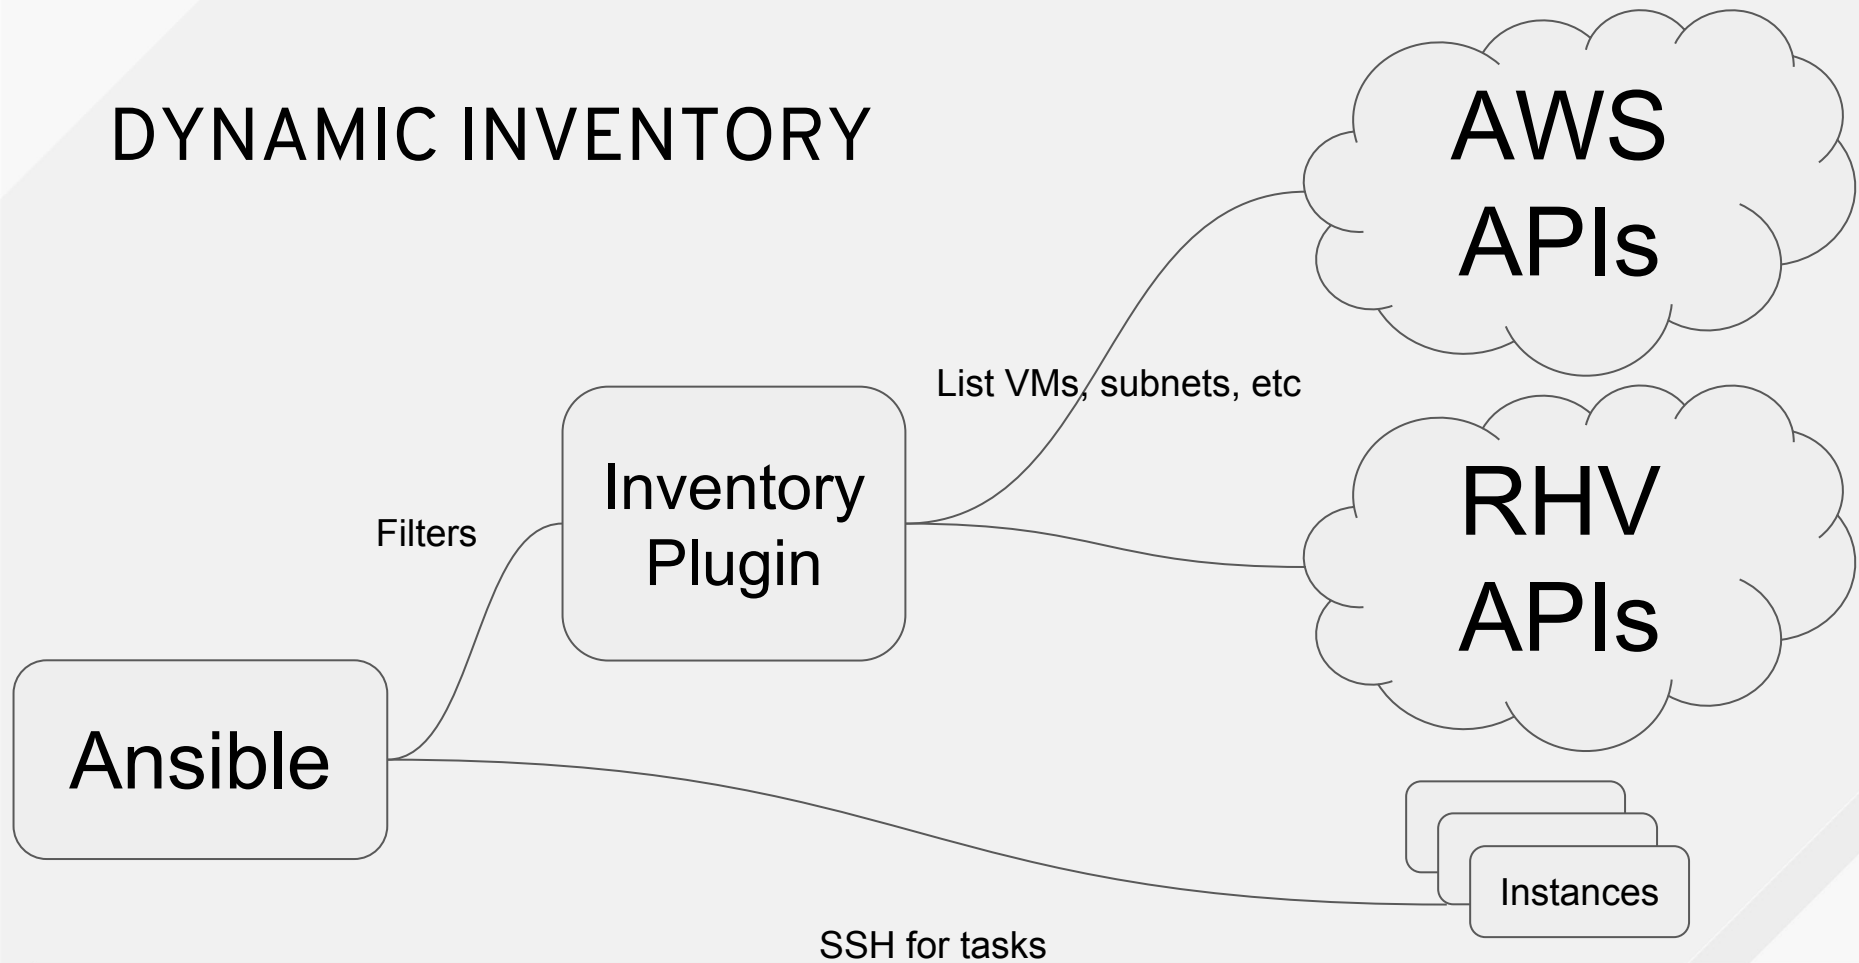 DYNAMIC INVENTORY
AWS
APIs
List VMs, subnets, etc
Inventory
Plugin
Filters
RHV
APIs
Ansible
Instances
SSH for tasks